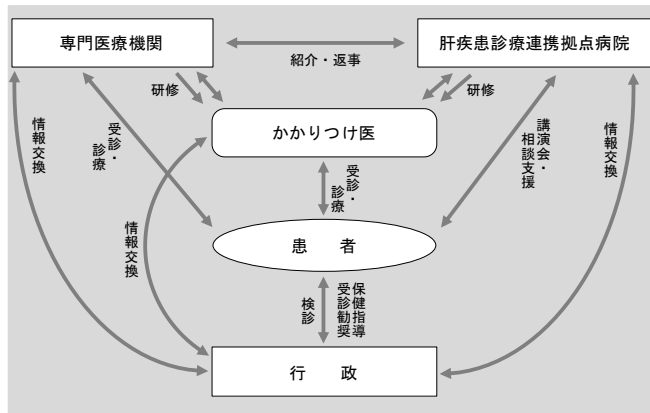 専門医療機関
肝疾患診療連携拠点病院
紹介・返事
研修
研修
かかりつけ医
情報交換
受診・
診療
受診・
診療
講演会・
相談支援
情報交換
情報交換
患　者
検診
保健指導
受診勧奨
行　政